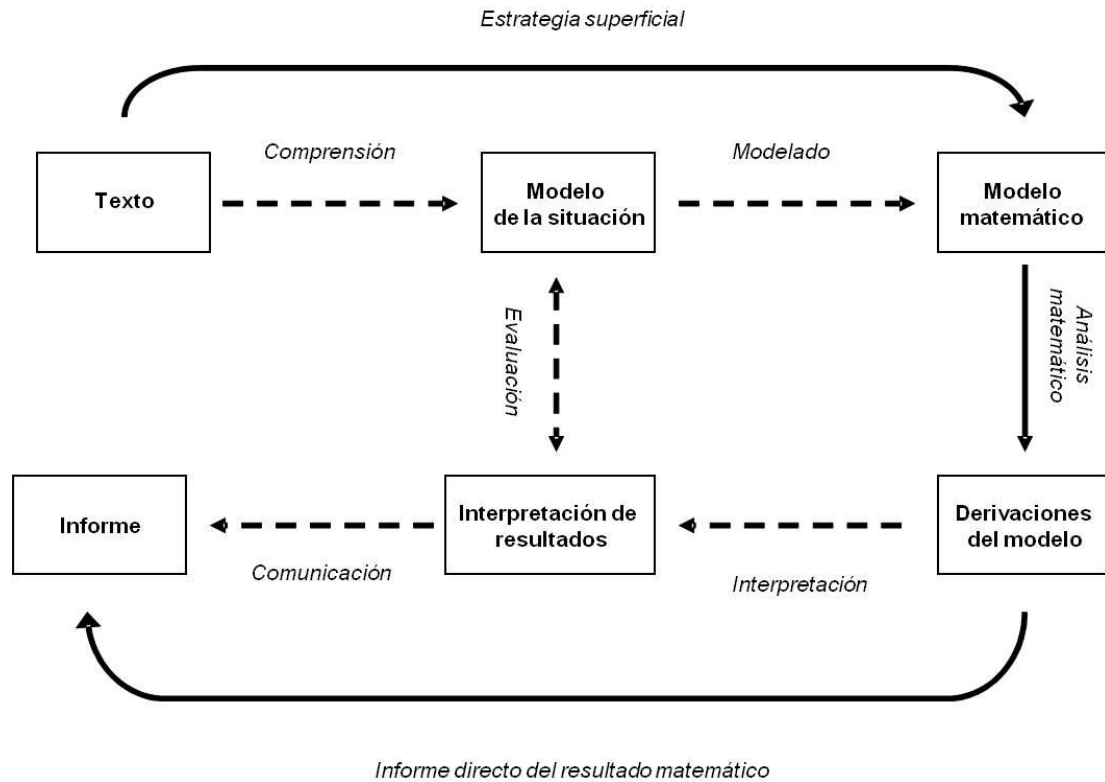 Estrategia superficial
Comprensión
Modelado
Texto
Modelo
de la situación
Modelo
matemático
Evaluación
Análisis
matemático
Informe
Interpretación de
resultados
Derivaciones
del modelo
Comunicación
Interpretación
Informe directo del resultado matemático